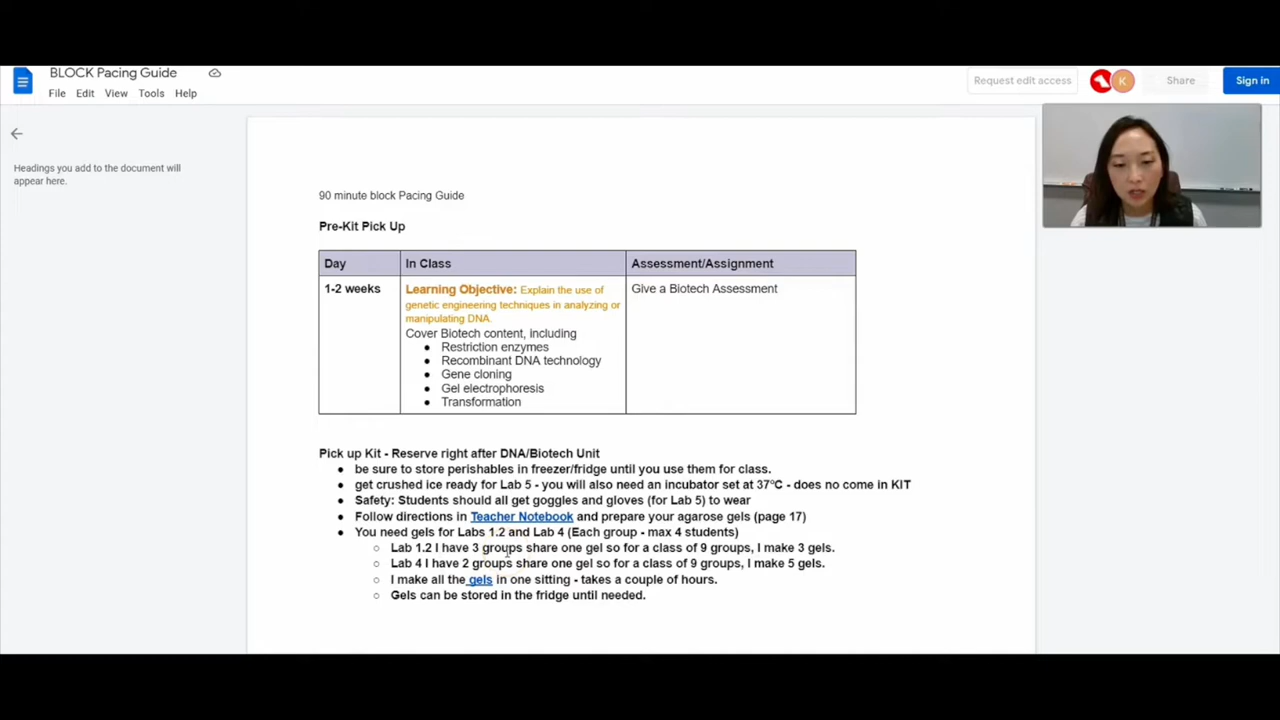 BLOCK Pacing Guide
File Edit View Tools Help
Request edit access
K
Share
Sign in
Headings you add to the document will
appear here.
90 minute block Pacing Guide
Pre-Kit Pick Up
Day In Class Assessment/Assignment
1-2 weeks
Learning Objective: Explain the use of
genetic engineering techniques in analyzing or
manipulating DNA.
Cover Biotech content, including
● Restriction enzymes
● Recombinant DNA technology
● Gene cloning
● Gel electrophoresis
● Transformation
Give a Biotech Assessment
Pick up Kit - Reserve right after DNA/Biotech Unit
● be sure to store perishables in freezer/fridge until you use them for class.
● get crushed ice ready for Lab 5 - you will also need an incubator set at 37°C - does no come in KIT
● Safety: Students should all get goggles and gloves (for Lab 5) to wear
● Follow directions in Teacher Notebook and prepare your agarose gels (page 17)
● You need gels for Labs 1.2 and Lab 4 (Each group - max 4 students)
○ Lab 1.2 I have 3 groups share one gel so for a class of 9 groups, I make 3 gels.
○ Lab 4 I have 2 groups share one gel so for a class of 9 groups, I make 5 gels.
○ I make all the gels in one sitting - takes a couple of hours.
○ Gels can be stored in the fridge until needed.